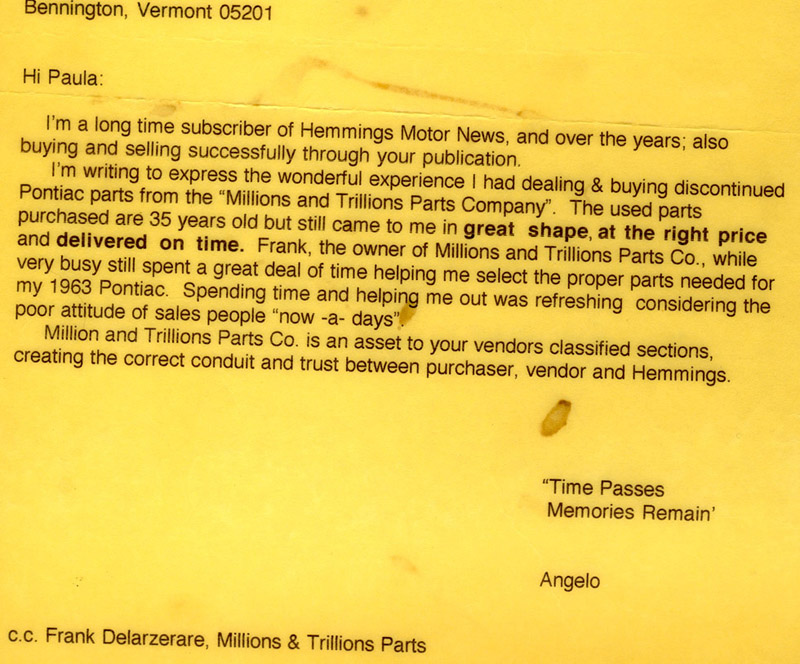 Bennington, Vermont 05201
Hi Paula:
I'm a long time subscriber of Hemmings Motor News, and over the years; also
buying and selling successfully through your publication.
I'm writing to express the wonderful experience I had dealing & buying discontinued
Pontiac parts from the “Millions and Trillions Parts Company”. The used parts
purchased are 35 years old but still came to me in great shape, at the right price
and delivered on time. Frank, the owner of Millions and Trillions Parts Co., while
very busy still spent a great deal of time helping me select the proper parts needed for
my 1963 Pontiac. Spending time and helping me out was refreshing considering the
poor attitude of sales people “now -a- days”.
Million and Trillions Parts Co. is an asset to your vendors classified sections,
creating the correct conduit and trust between purchaser, vendor and Hemmings.
“Time Passes
Memories Remain’
Angelo
c.c. Frank Delarzerare, Millions & Trillions Parts